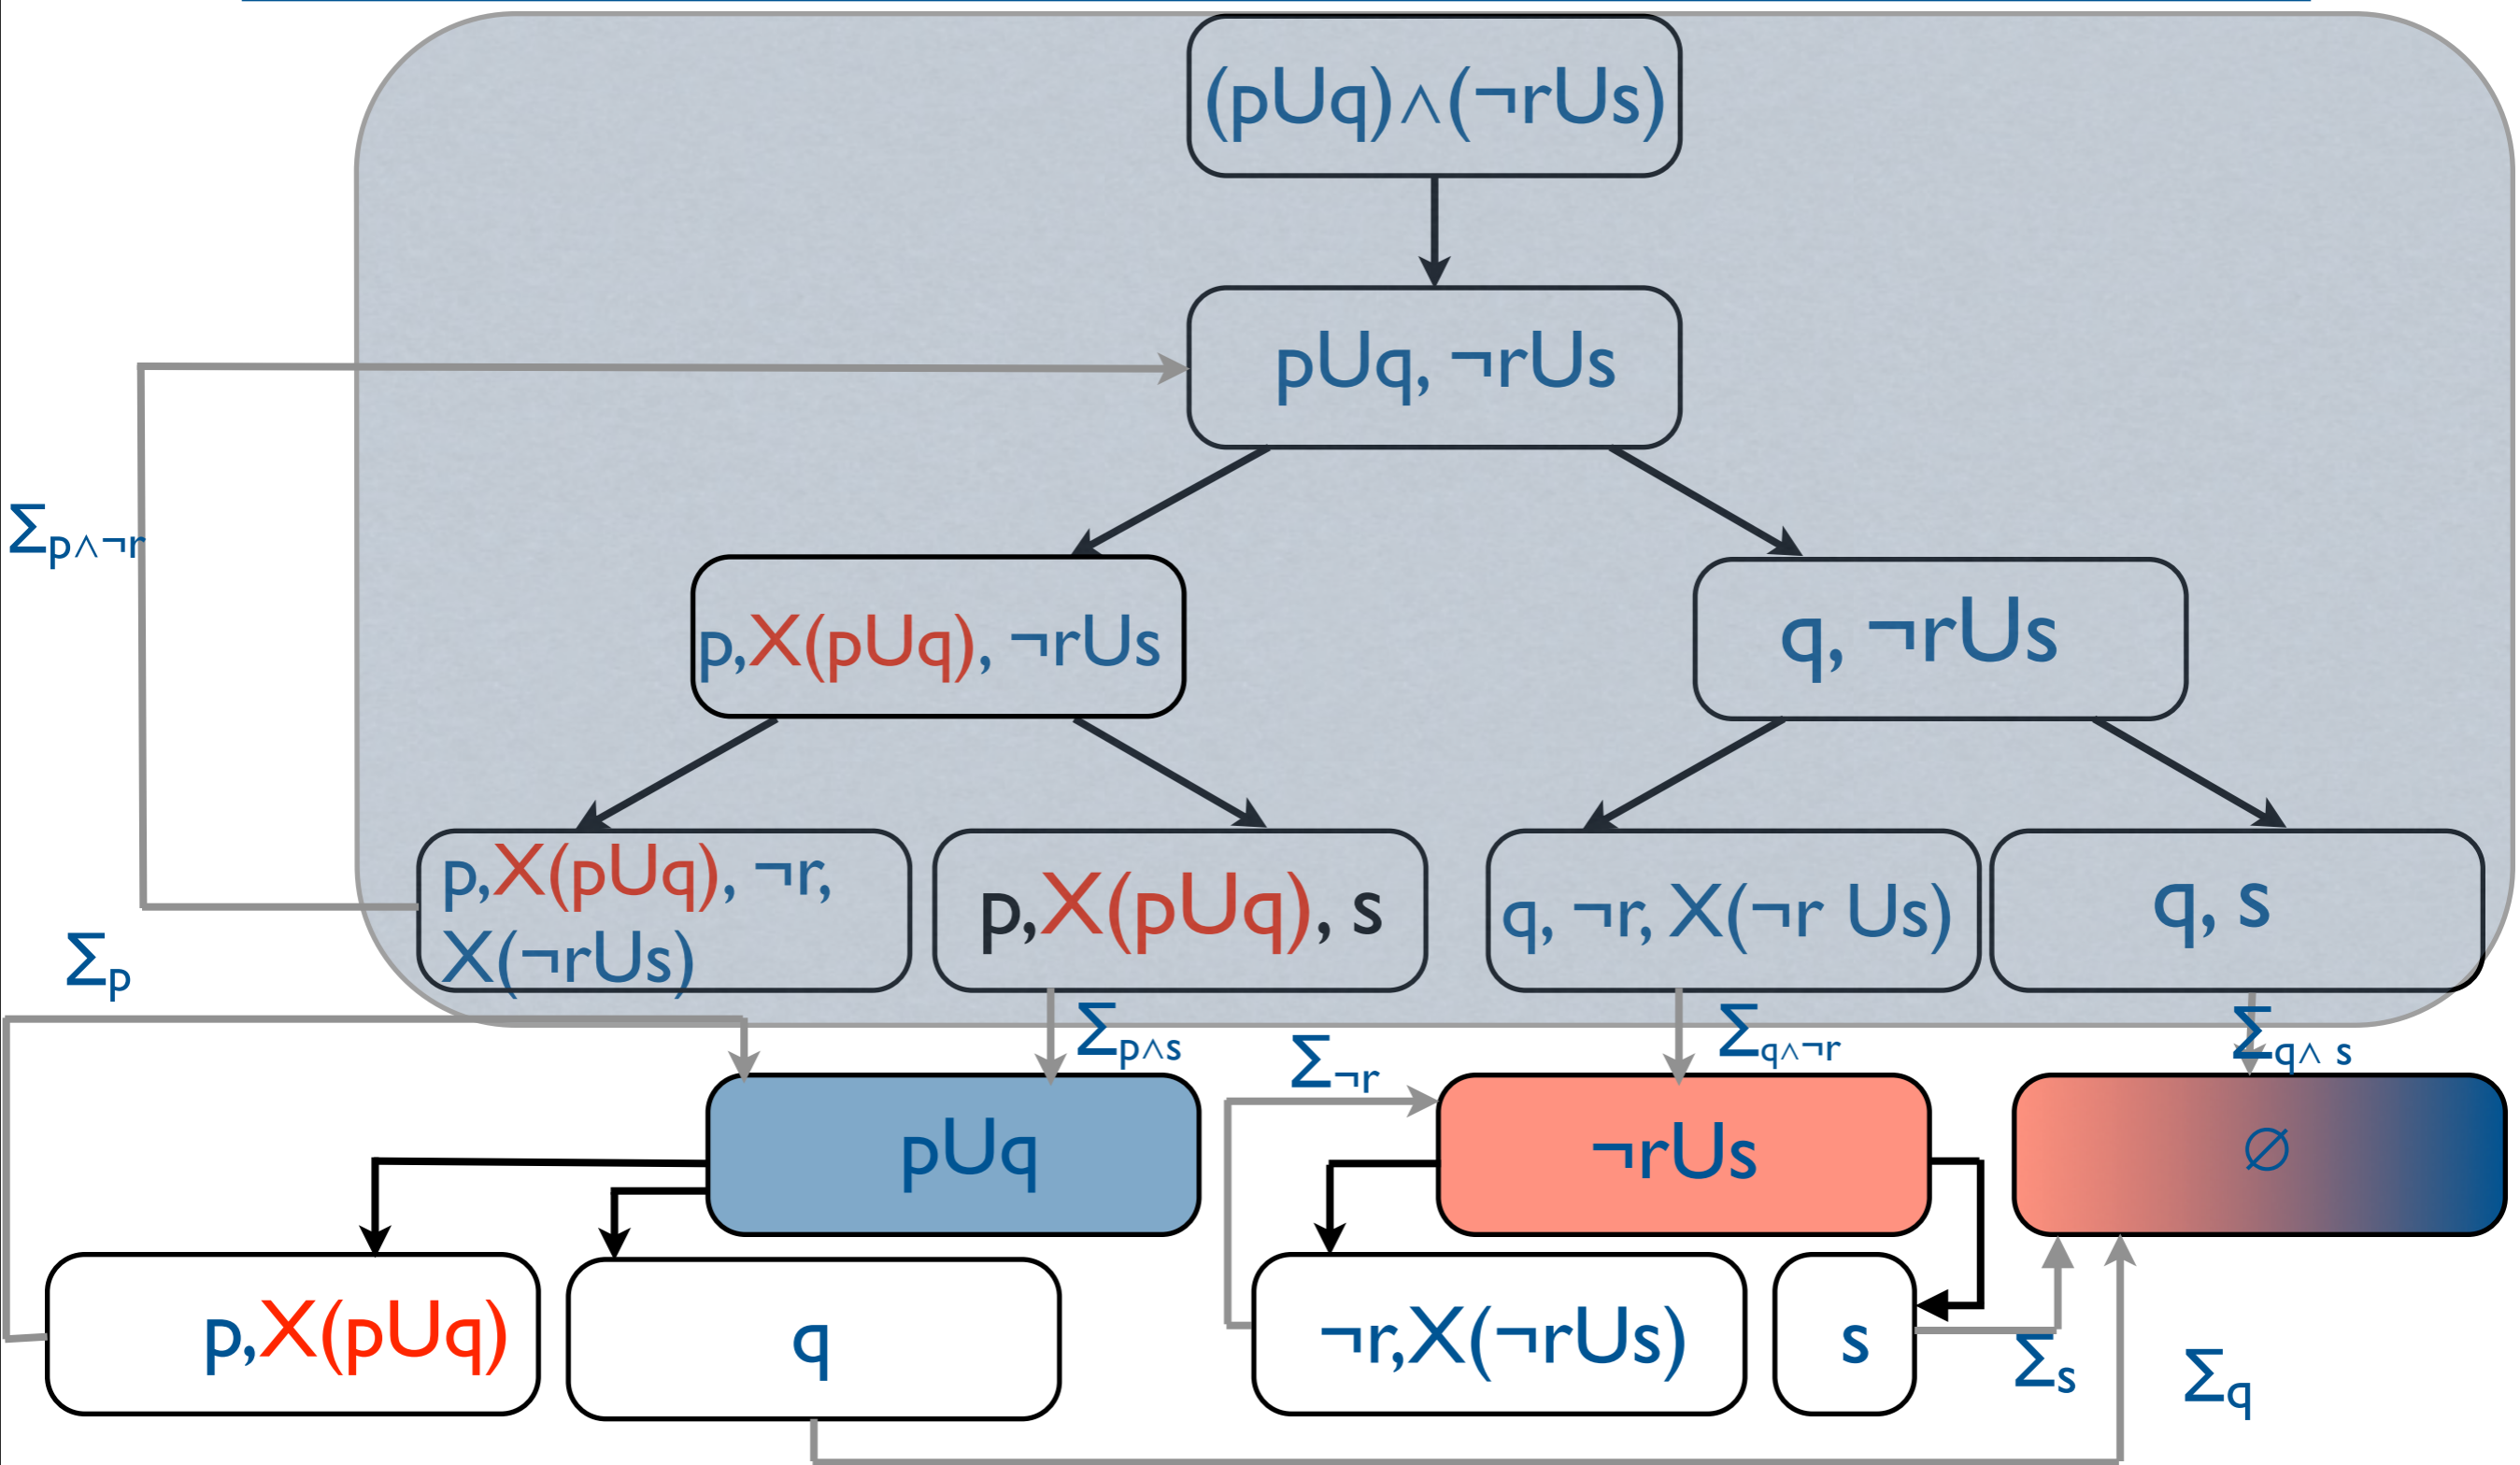 (pUq)∧(¬rUs)
pUq, ¬rUs
Σp∧¬r
p,X(pUq), ¬rUs
q, ¬rUs
p,X(pUq), ¬r,
X(¬rUs)
p,X(pUq), s
q, ¬r, X(¬r Us)
q, s
Σp
Σp∧s
Σ¬r
Σq∧¬r
Σq∧ s
pUq
¬rUs
∅
p,X(pUq)
q
¬r,X(¬rUs)
s
Σs
Σq